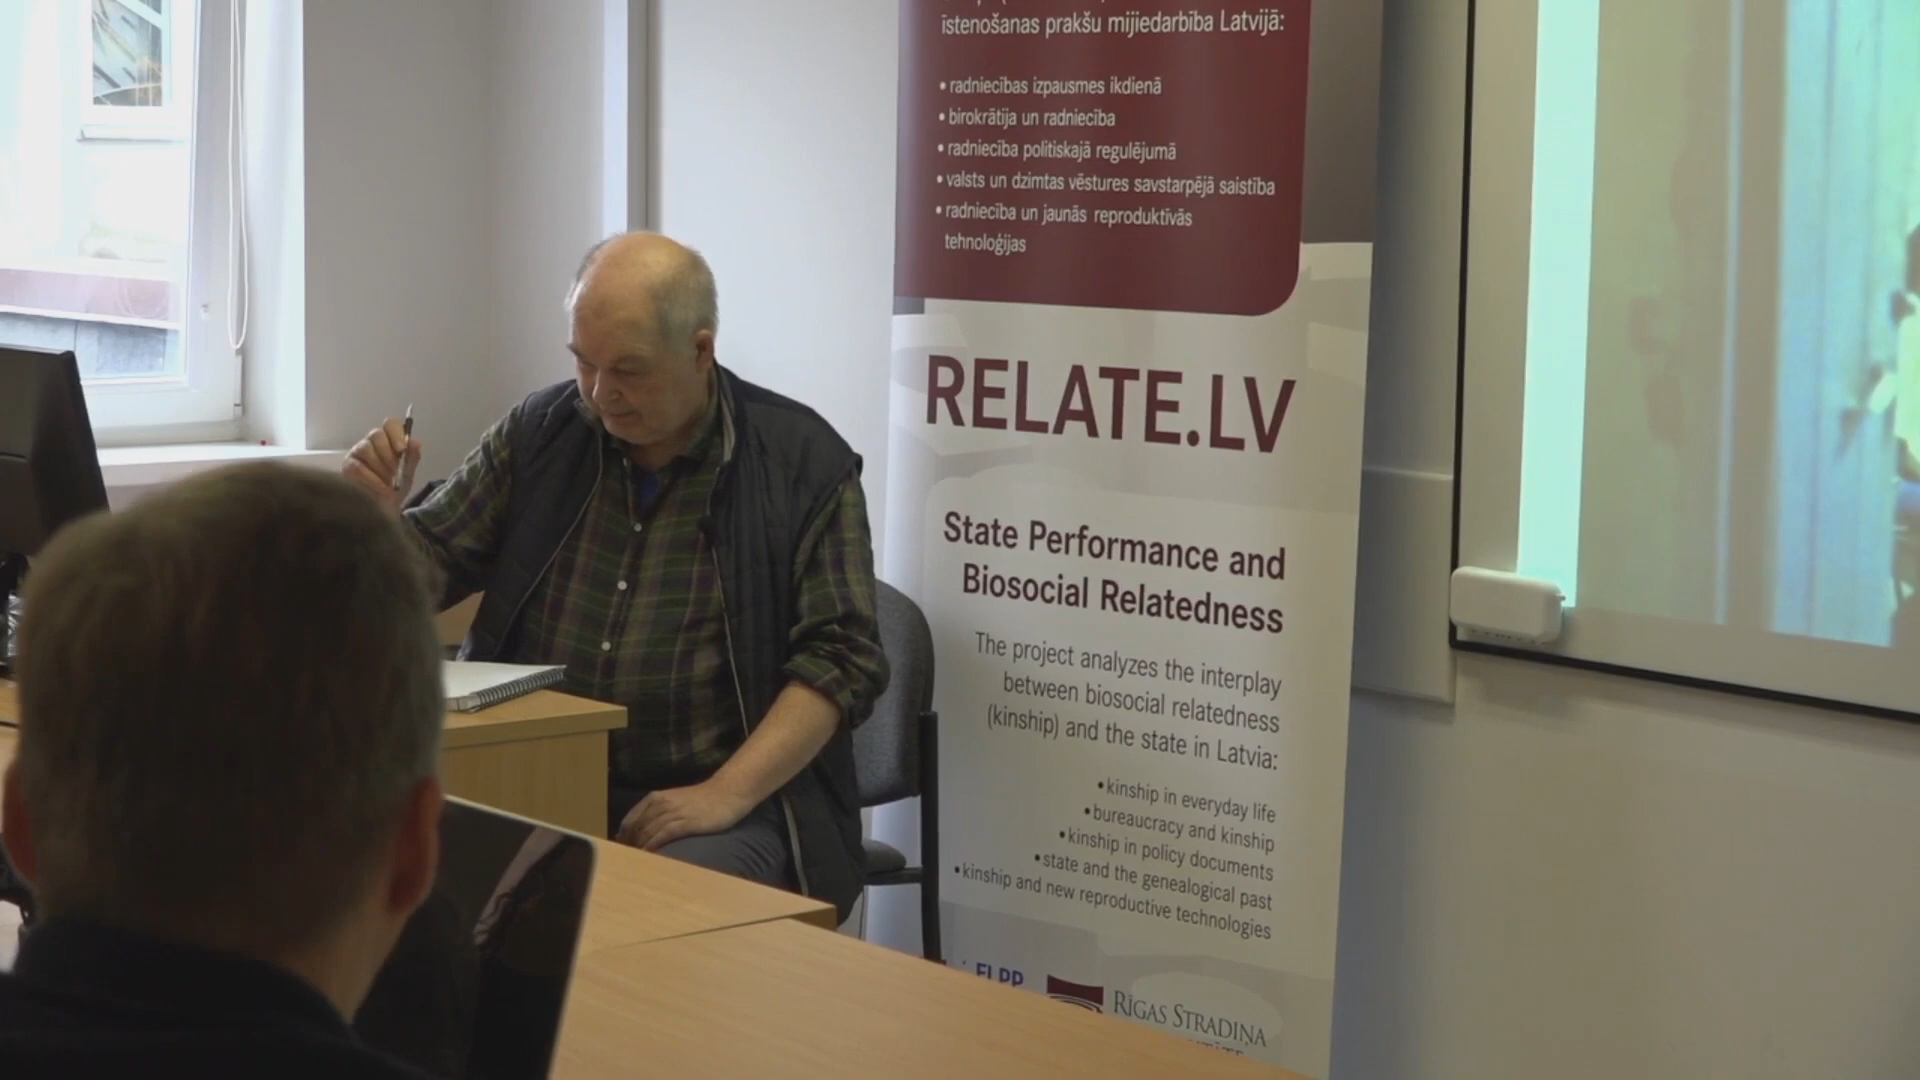 īstenošanas prakšu mijiedarbība Latvijā:
• radniecības izpausmes ikdienā
• birokrātija un radniecība
• radniecība politiskajā regulējumā
• valsts un dzimtas vēstures savstarpējā saistība
• radniecība un jaunās reproduktīvās
tehnoloģijas
RELATE.LV
State Performance and
Biosocial Relatedness
The project analyzes the interplay
between biosocial relatedness
(kinship) and the state in Latvia:
• kinship in everyday life
• bureaucracy and kinship
• kinship in policy documents
• state and the genealogical past
• kinship and new reproductive technologies
FLPP
RĪGAS STRADIŅA